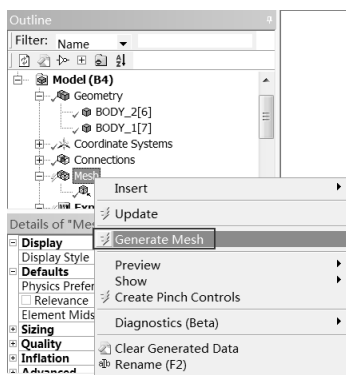 Outline
Filter: Name
Model (B4)
Geometry
BODY_2[6]
BODY_1[7]
Coordinate Systems
Connections
Mesh
Insert
Update
Details of "Me
Generate Mesh
Display
Display Style
Defaults
Preview
Physics Prefer
Show
Relevance
Create Pinch Controls
Element Mids
Sizing
Diagnostics (Beta)
Quality
Inflation
Clear Generated Data
Advanced
Rename (F2)